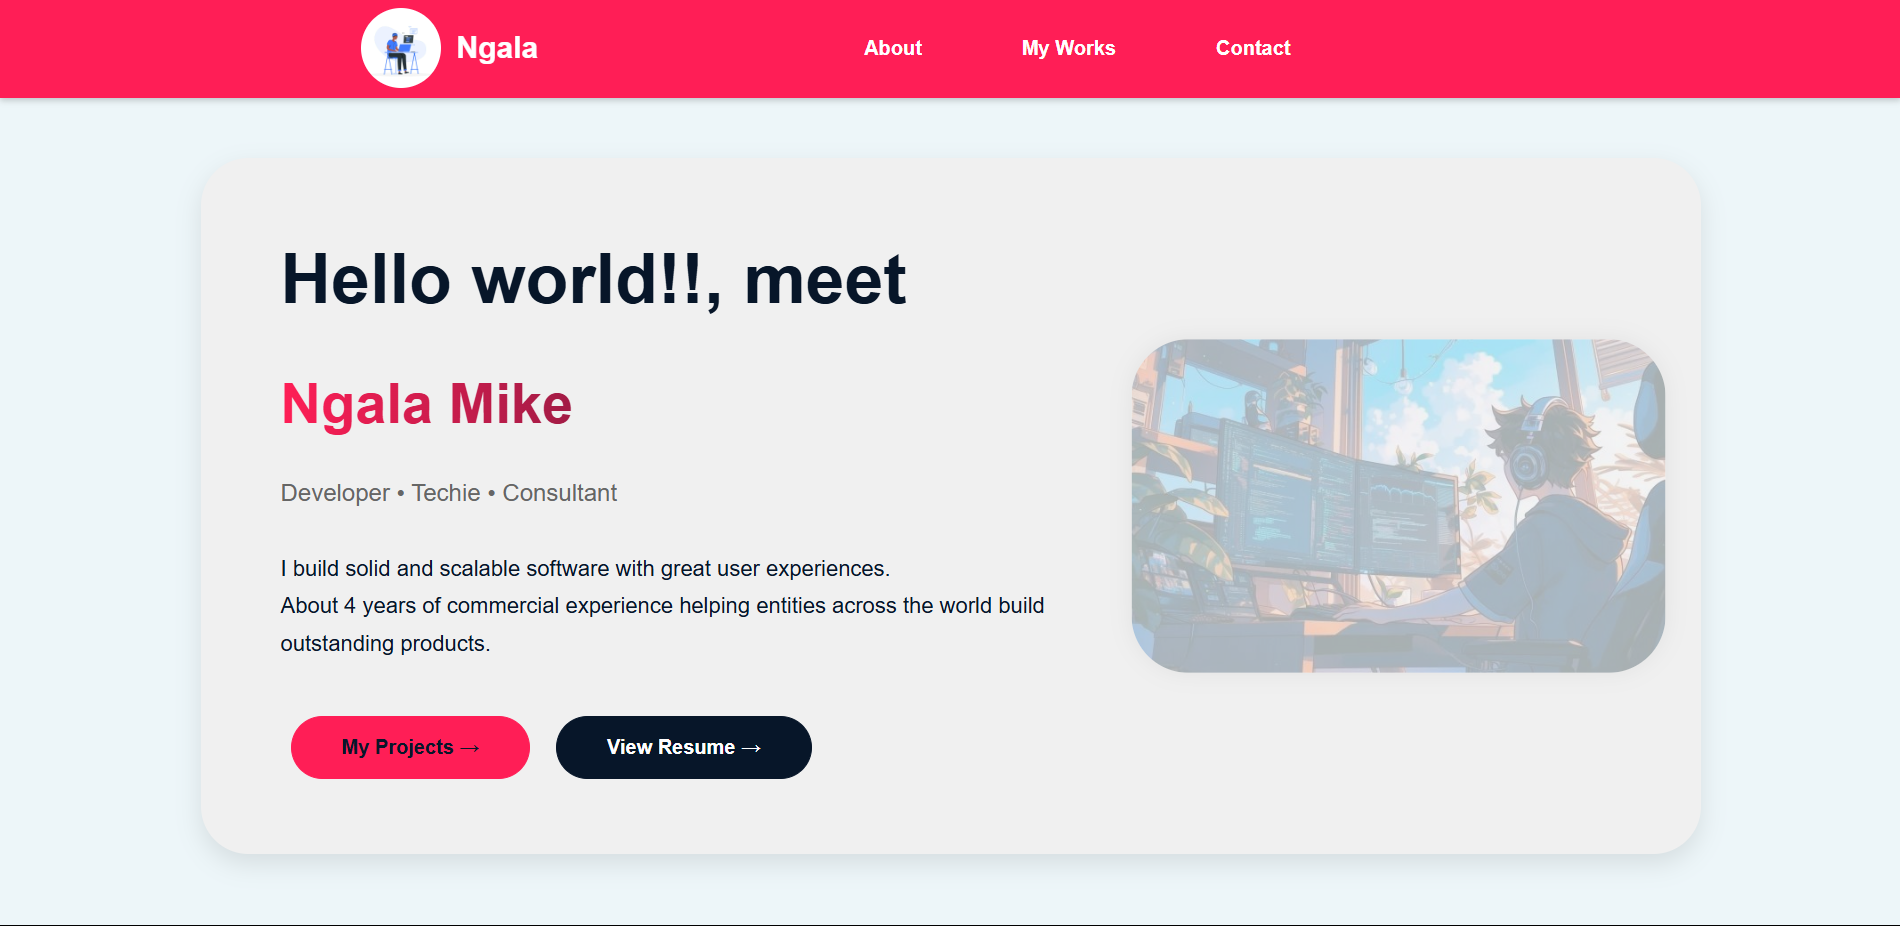 Ngala
About
My Works
Contact
Hello world!!, meet
Ngala Mike
Developer • Techie • Consultant
I build solid and scalable software with great user experiences.
About 4 years of commercial experience helping entities across the world build
outstanding products.
My Projects →
View Resume →